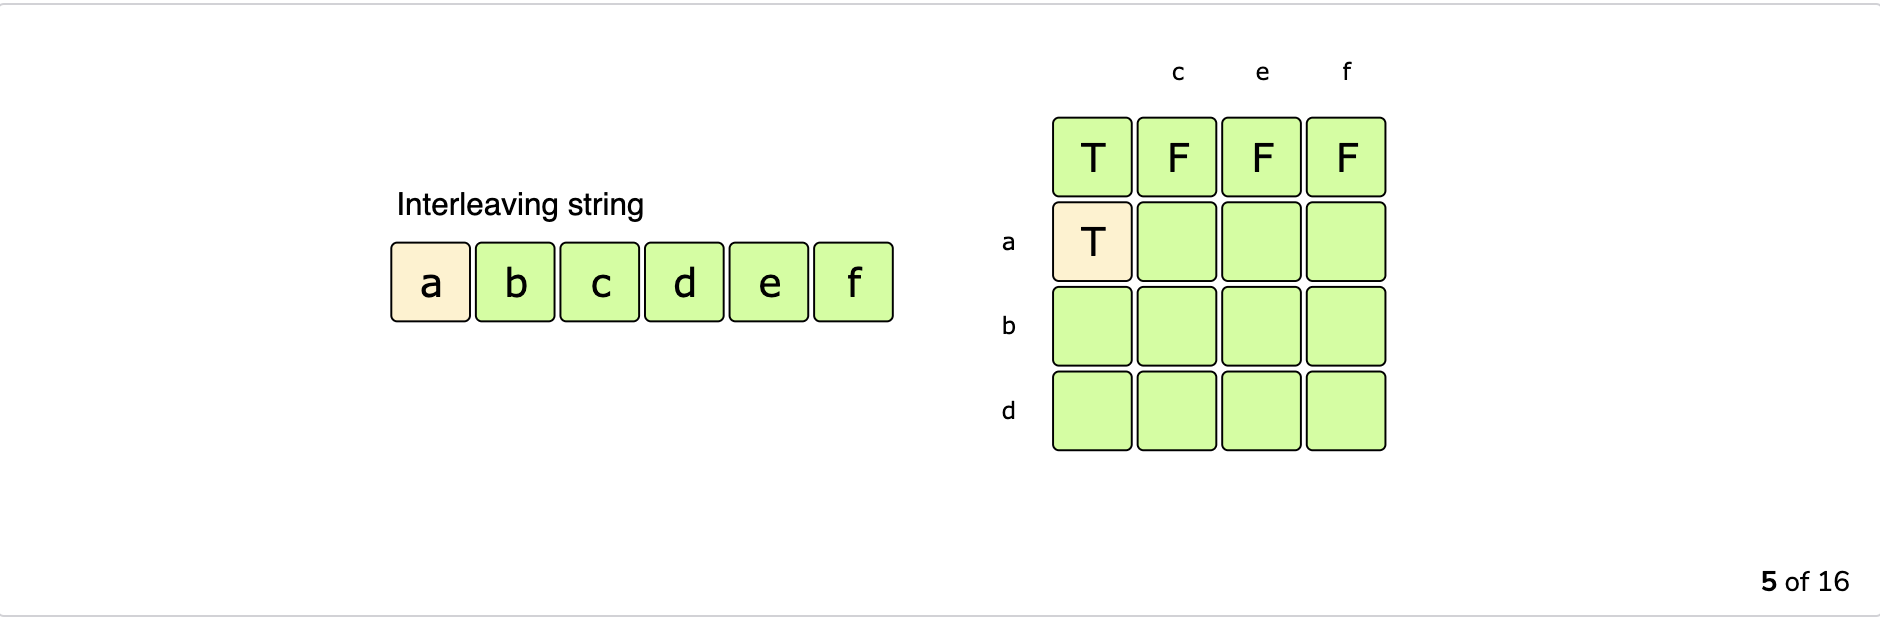 Interleaving string
a b c d e f
c e f
T F F F
a T
b
d
5 of 16